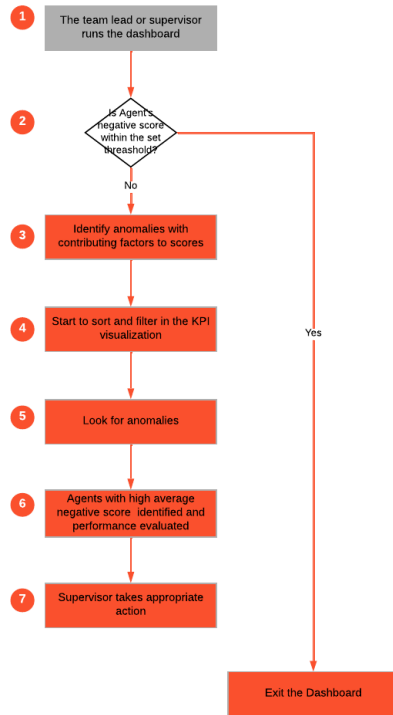 1
The team lead or supervisor
runs the dashboard
2
Is Agent's
negative score
within the set
threashold?
No
3
Identify anomalies with
contributing factors to scores
4
Start to sort and filter in the KPI
visualization
Yes
5
Look for anomalies
6
Agents with high average
negative score identified and
performance evaluated
7
Supervisor takes appropriate
action
Exit the Dashboard